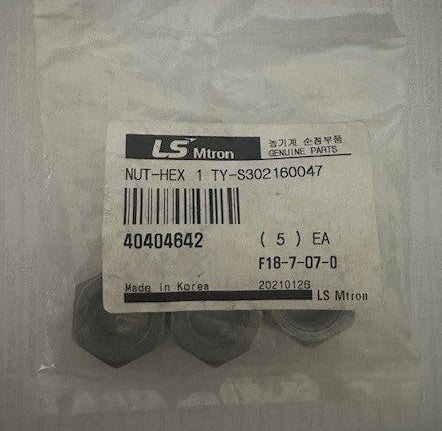 LS Mtron 농기계 순정부품
GENUINE PARTS
NUT-HEX 1 TY-S302160047
40404642 ( 5 ) EA
F18-7-07-0
Made in Korea 20210126
LS Mtron